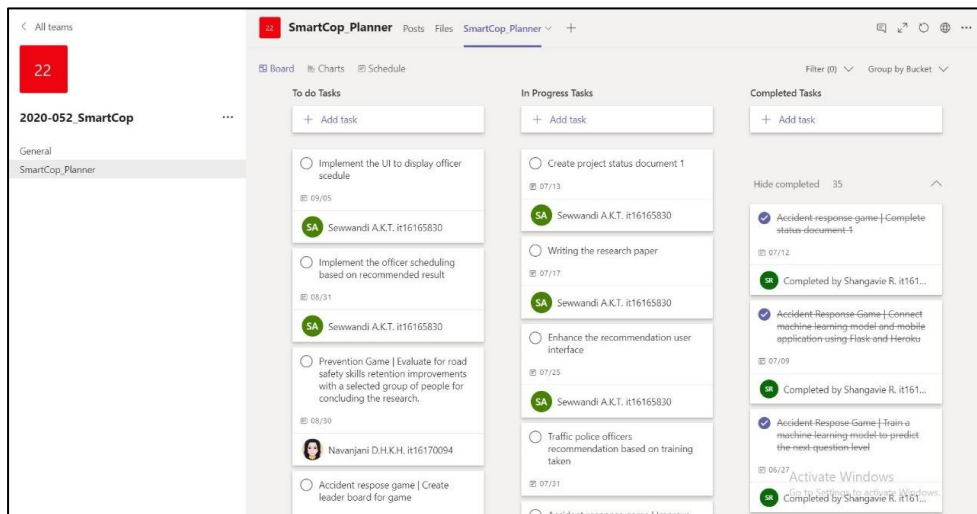 All teams
22
2020-052_SmartCop
...
General
SmartCop_Planner
22 SmartCop_Planner Posts Files SmartCop_Planner +
Board Charts Schedule
Filter (0) Group by Bucket
To do Tasks
+ Add task
Implement the UI to display officer
scedule
09/05
SA Sewwandi A.K.T. it16165830
Implement the officer scheduling
based on recommended result
08/31
SA Sewwandi A.K.T. it16165830
Prevention Game | Evaluate for road
safety skills retention improvements
with a selected group of people for
concluding the research.
08/30
Navanjani D.H.K.H. it16170094
Accident respose game | Create
leader board for game
In Progress Tasks
+ Add task
Create project status document 1
07/13
SA Sewwandi A.K.T. it16165830
Writing the research paper
07/17
SA Sewwandi A.K.T. it16165830
Enhance the recommendation user
interface
07/25
SA Sewwandi A.K.T. it16165830
Traffic police officers
recommendation based on training
taken
07/31
Completed Tasks
+ Add task
Hide completed 35
Accident response game | Complete
status document 1
07/12
SR Completed by Shangavie R. it161...
Accident Response Game | Connect
machine learning model and mobile
application using Flask and Heroku
07/09
SR Completed by Shangavie R. it161...
Accident Respose Game | Train a
machine learning model to predict
the next question level
06/27
SR Completed by Shangavie R. it161...
Activate Windows
Go to Settings to activate Windows.